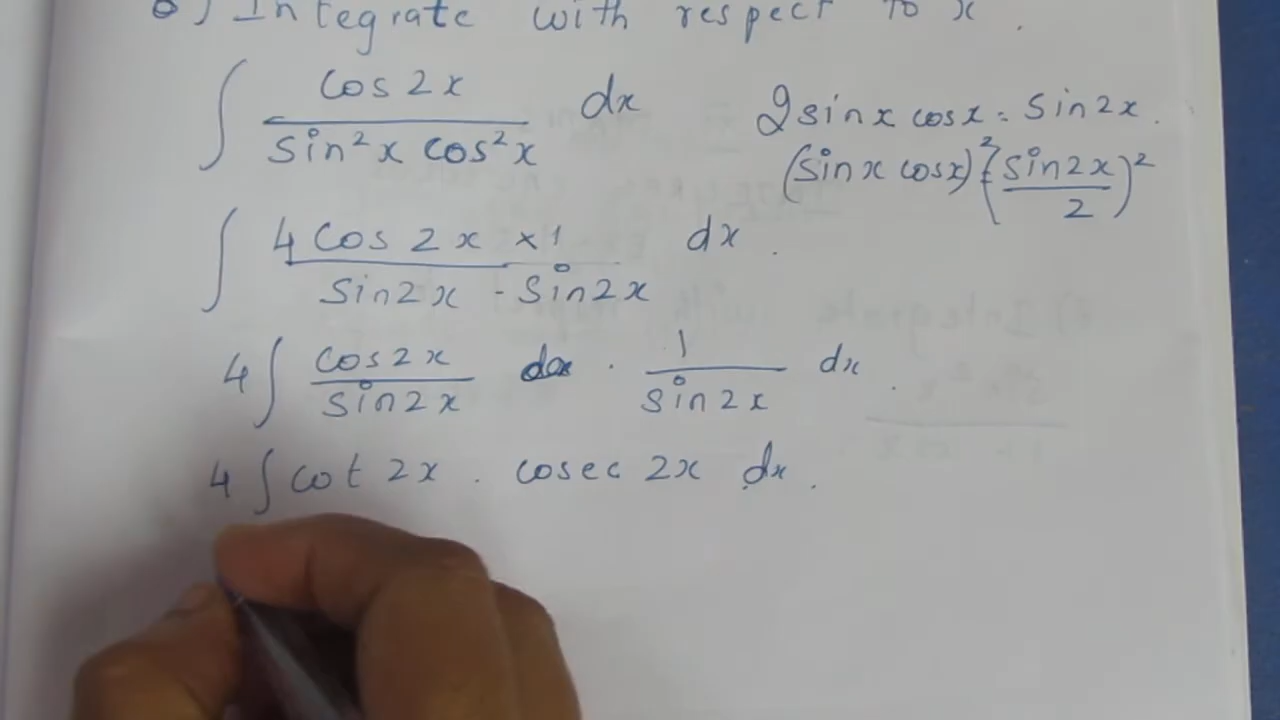 ) Integrate with respect to x .
∫ cos 2x / sin²x cos²x dx
2 sin x cos x = sin 2x .
(sin x cos x)² = (sin 2x / 2)²
∫ 4 cos 2x ×1 / sin 2x - sin 2x dx .
4 ∫ cos 2x / sin 2x dx . 1 / sin 2x dx .
4 ∫ cot 2x . cosec 2x dx .